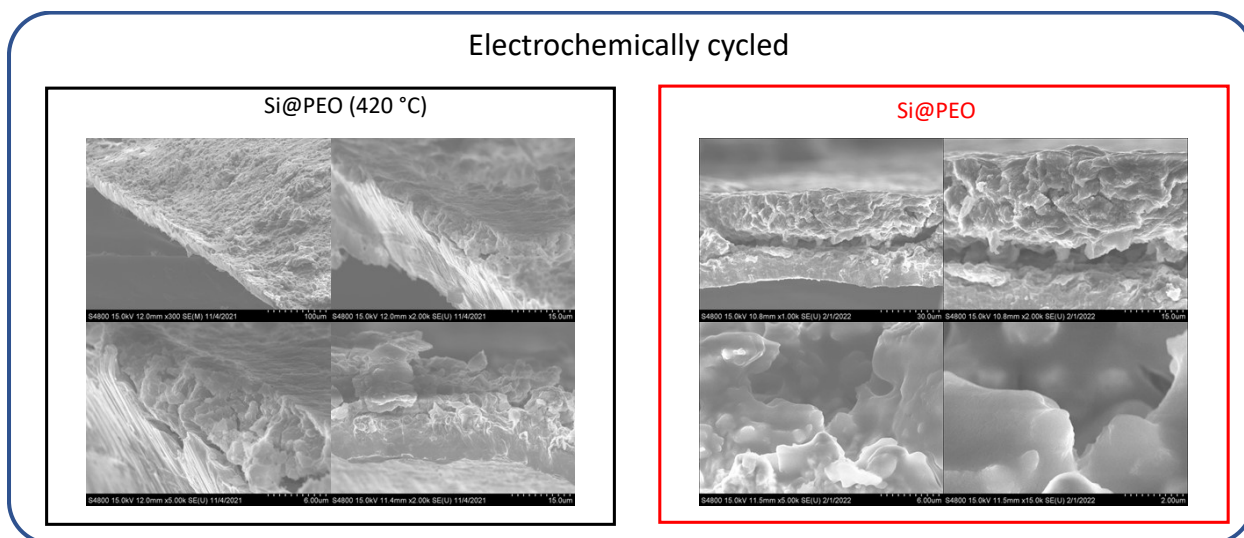 Electrochemically cycled
Si@PEO (420 °C)
Si@PEO
S4800 15.0kV 12.0mm x300 SE(M) 11/4/2021 100um
S4800 15.0kV 12.0mm x2.00k SE(U) 11/4/2021 15.0um
S4800 15.0kV 10.8mm x1.00k SE(U) 2/1/2022 30.0um
S4800 15.0kV 10.8mm x2.00k SE(U) 2/1/2022 15.0um
S4800 15.0kV 12.0mm x5.00k SE(U) 11/4/2021 6.00um
S4800 15.0kV 11.4mm x2.00k SE(U) 11/4/2021 15.0um
S4800 15.0kV 11.5mm x5.00k SE(U) 2/1/2022 6.00um
S4800 15.0kV 11.5mm x15.0k SE(U) 2/1/2022 2.00um